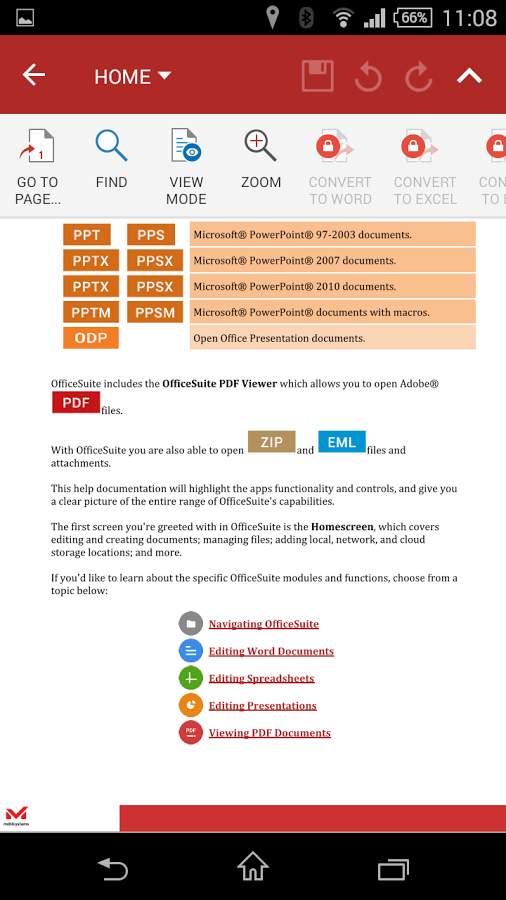 66% 11:08
HOME
1
GO TO PAGE...
FIND
VIEW MODE
ZOOM
CONVERT TO WORD
CONVERT TO EXCEL
CON
TO E
PPT PPS Microsoft® PowerPoint® 97-2003 documents.
PPTX PPSX Microsoft® PowerPoint® 2007 documents.
PPTX PPSX Microsoft® PowerPoint® 2010 documents.
PPTM PPSM Microsoft® PowerPoint® documents with macros.
ODP Open Office Presentation documents.
OfficeSuite includes the OfficeSuite PDF Viewer which allows you to open Adobe®
PDF files.
With OfficeSuite you are also able to open ZIP and EML files and
attachments.
This help documentation will highlight the apps functionality and controls, and give you
a clear picture of the entire range of OfficeSuite's capabilities.
The first screen you're greeted with in OfficeSuite is the Homescreen, which covers
editing and creating documents; managing files; adding local, network, and cloud
storage locations; and more.
If you'd like to learn about the specific OfficeSuite modules and functions, choose from a
topic below:
Navigating OfficeSuite
Editing Word Documents
Editing Spreadsheets
Editing Presentations
PDF Viewing PDF Documents
mobisystems